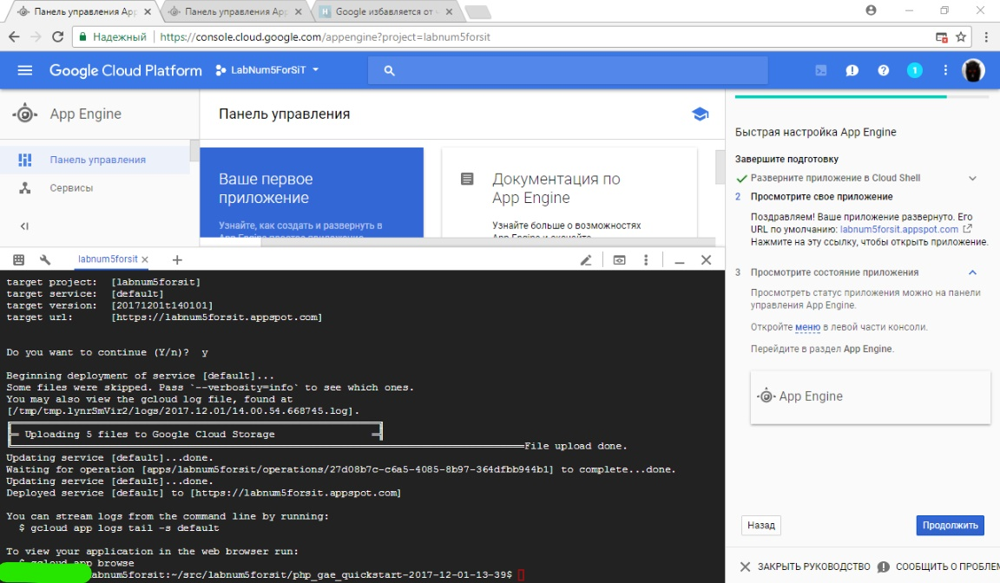 Панель управления Apр
Панель управления Apр
Google избавляется от
Надежный
https://console.cloud.google.com/appengine?project=labnum5forsit
Google Cloud Platform
LabNum5ForSiT
1
App Engine
Панель управления
Сервисы
Панель управления
Ваше первое
приложение
Узнайте, как создать и развернуть в
App Engine простое приложение
Документация по
App Engine
Узнайте больше о возможностях
App Engine и скачайте
Быстрая настройка App Engine
Завершите подготовку
Разверните приложение в Cloud Shell
2 Просмотрите свое приложение
Поздравляем! Ваше приложение развернуто. Его
URL по умолчанию: labnum5forsit.appspot.com
Нажмите на эту ссылку, чтобы открыть приложение.
3 Просмотрите состояние приложения
Просмотреть статус приложения можно на панели
управления App Engine.
Откройте меню в левой части консоли.
Перейдите в раздел App Engine.
App Engine
Назад
Продолжить
ЗАКРЫТЬ РУКОВОДСТВО
СООБЩИТЬ О ПРОБЛЕМ
labnum5forsit
target project: [labnum5forsit]
target service: [default]
target version: [20171201t140101]
target url: [https://labnum5forsit.appspot.com]
Do you want to continue (Y/n)? y
Beginning deployment of service [default]...
Some files were skipped. Pass `--verbosity=info` to see which ones.
You may also view the gcloud log file, found at
[/tmp/tmp.lynrSmVir2/logs/2017.12.01/14.00.54.668745.log].
Uploading 5 files to Google Cloud Storage
File upload done.
Updating service [default]...done.
Waiting for operation [apps/labnum5forsit/operations/27d08b7c-c6a5-4085-8b97-364dfbb944b1] to complete...done.
Updating service [default]...done.
Deployed service [default] to [https://labnum5forsit.appspot.com]
You can stream logs from the command line by running:
$ gcloud app logs tail -s default
To view your application in the web browser run:
$ gcloud app browse
labnum5forsit:~/src/labnum5forsit/php_gae_quickstart-2017-12-01-13-39$